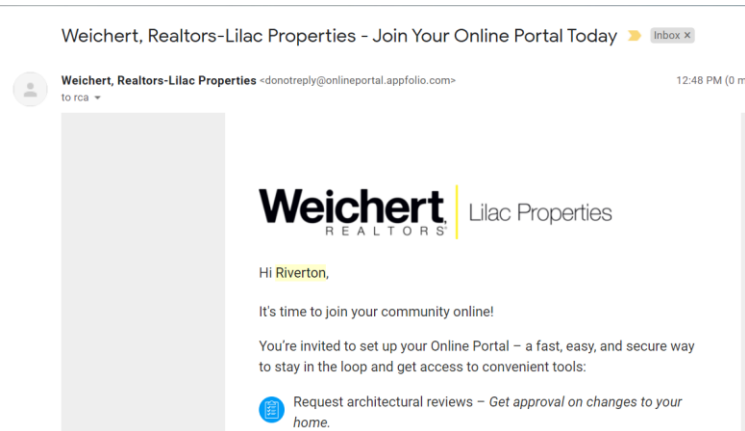 Weichert, Realtors-Lilac Properties - Join Your Online Portal Today Inbox ×
Weichert, Realtors-Lilac Properties <donotreply@onlineportal.appfolio.com> 12:48 PM (0 m
to rca
Weichert Lilac Properties
REALTORS®
Hi Riverton,
It's time to join your community online!
You're invited to set up your Online Portal – a fast, easy, and secure way
to stay in the loop and get access to convenient tools:
Request architectural reviews – Get approval on changes to your
home.